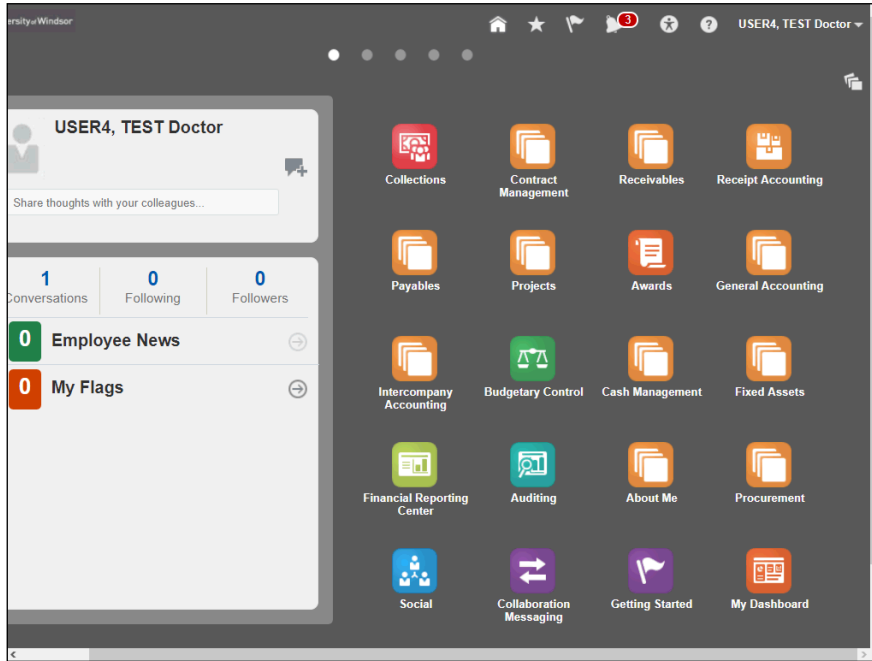 ersity of Windsor
3
USER4, TEST Doctor
USER4, TEST Doctor
Share thoughts with your colleagues...
1
0
0
Conversations
Following
Followers
0 Employee News
0 My Flags
Collections
Contract
Management
Receivables
Receipt Accounting
Payables
Projects
Awards
General Accounting
Intercompany
Accounting
Budgetary Control
Cash Management
Fixed Assets
Financial Reporting
Center
Auditing
About Me
Procurement
Social
Collaboration
Messaging
Getting Started
My Dashboard